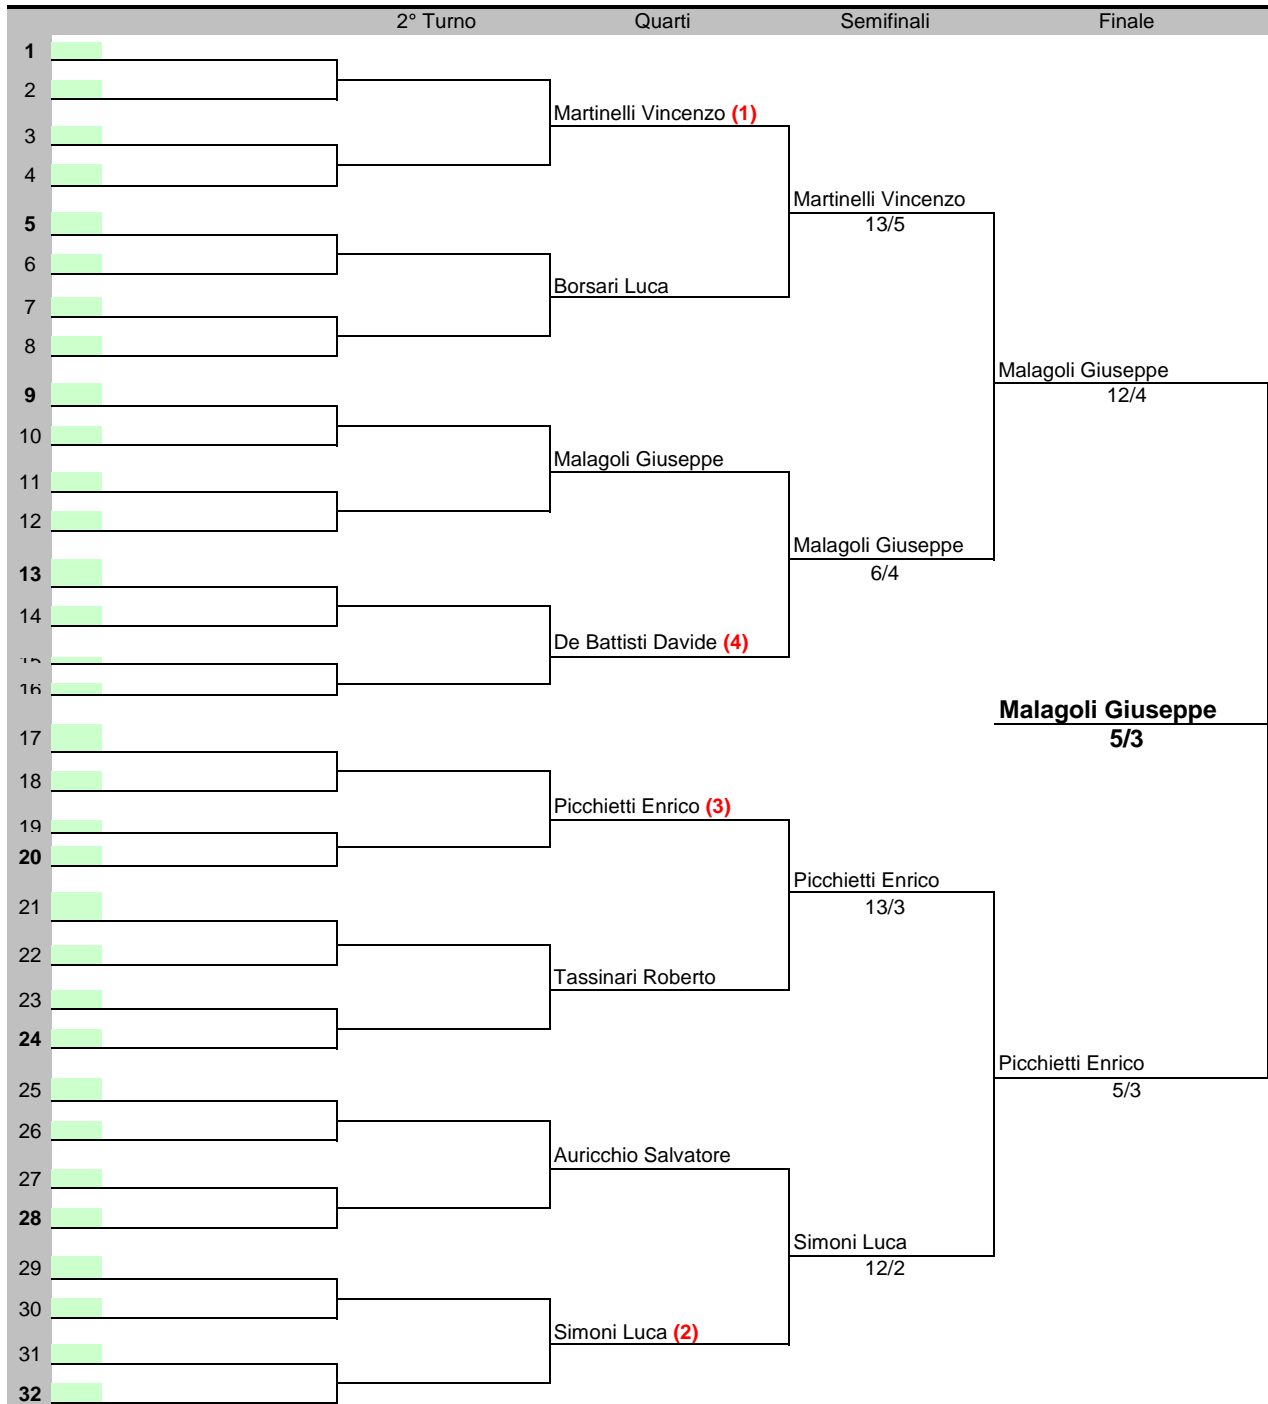 2° Turno Quarti Semifinali Finale
1
2
Martinelli Vincenzo (1)
3
4
Martinelli Vincenzo
5
13/5
6
Borsari Luca
7
8
Malagoli Giuseppe
9
12/4
10
Malagoli Giuseppe
11
12
Malagoli Giuseppe
13
6/4
14
De Battisti Davide (4)
15
16
Malagoli Giuseppe
17
5/3
18
Picchietti Enrico (3)
19
20
Picchietti Enrico
21
13/3
22
Tassinari Roberto
23
24
Picchietti Enrico
25
5/3
26
Auricchio Salvatore
27
28
Simoni Luca
29
12/2
30
Simoni Luca (2)
31
32